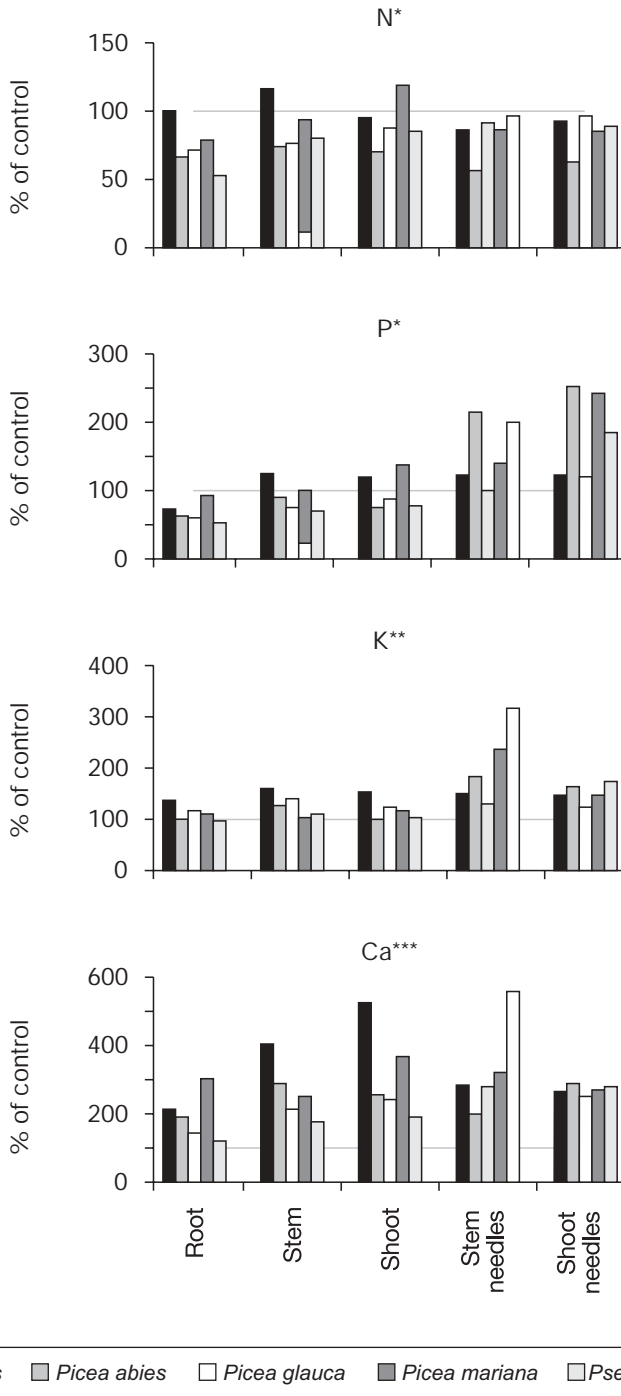 N*
% of control
150
100
50
0
P*
% of control
300
200
100
0
K**
% of control
400
300
200
100
0
Ca***
% of control
600
400
200
0
Root
Stem
Shoot
Stem
needles
Shoot
needles
Picea abies
Picea glauca
Picea mariana